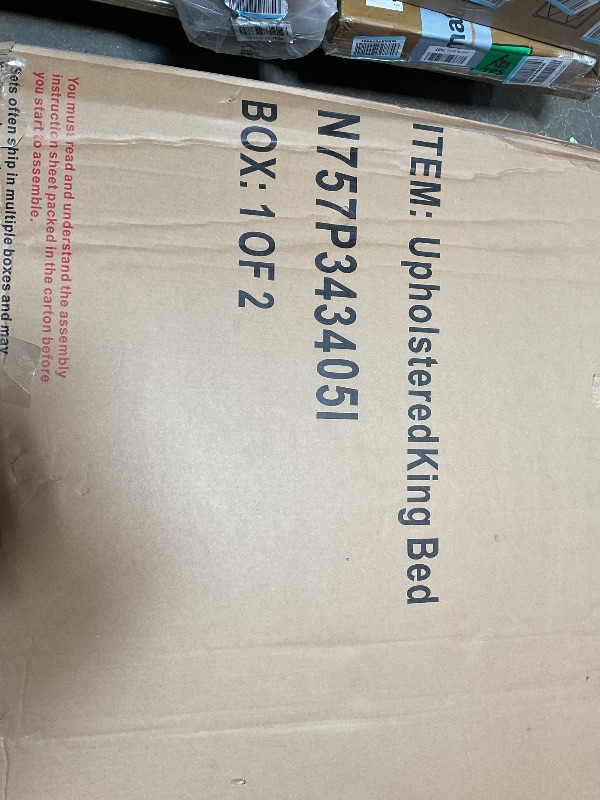 ITEM: UpholsteredKing Bed
N757P343405I
BOX: 1 OF 2
You must read and understand the assembly
instruction sheet packed in the carton before
you start to assemble.
Sets often ship in multiple boxes and may